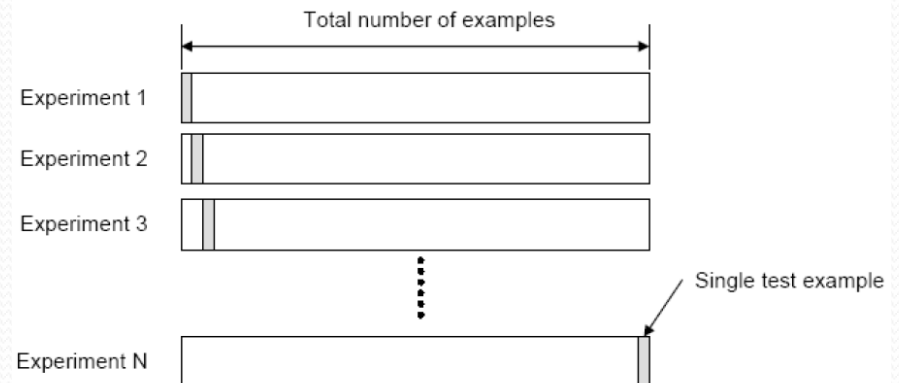 Total number of examples
Experiment 1
Experiment 2
Experiment 3
Single test example
Experiment N